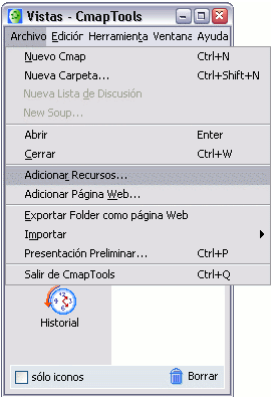 Vistas - CmapTools
Archivo Edición Herramienta Ventana Ayuda
Nuevo Cmap Ctrl+N
Nueva Carpeta... Ctrl+Shift+N
Nueva Lista de Discusión
New Soup...
Abrir Enter
Cerrar Ctrl+W
Adicionar Recursos...
Adicionar Página Web...
Exportar Folder como página Web
Importar
Presentación Preliminar... Ctrl+P
Salir de CmapTools Ctrl+Q
Historial
sólo iconos Borrar